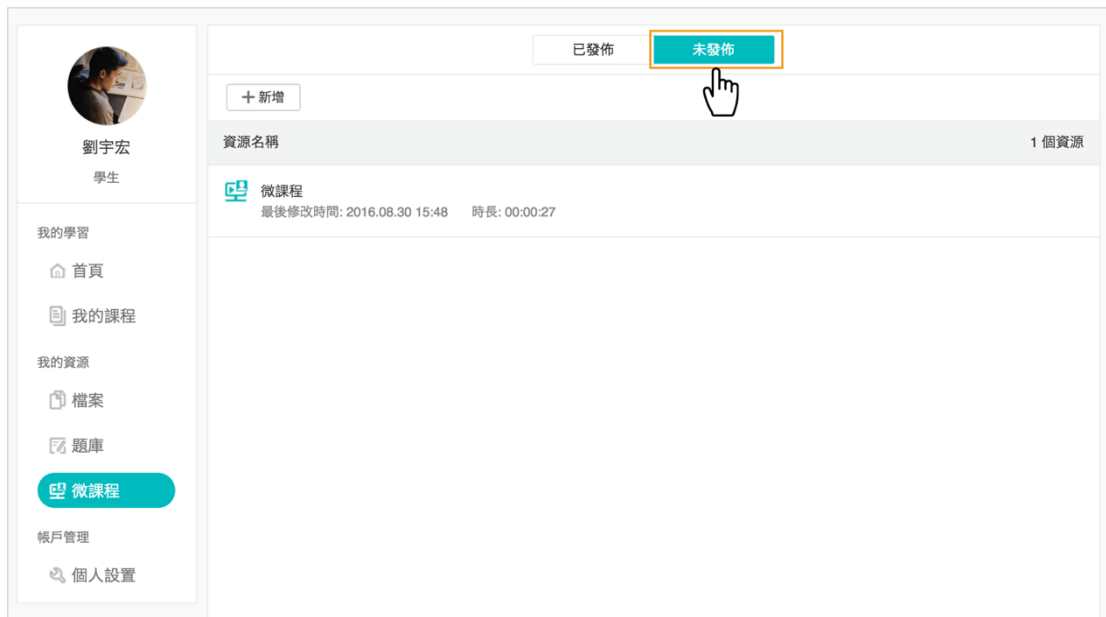 劉宇宏
學生
我的學習
首頁
我的課程
我的資源
檔案
題庫
微課程
帳戶管理
個人設置
已發佈 未發佈
+ 新增
資源名稱 1 個資源
微課程
最後修改時間: 2016.08.30 15:48 時長: 00:00:27